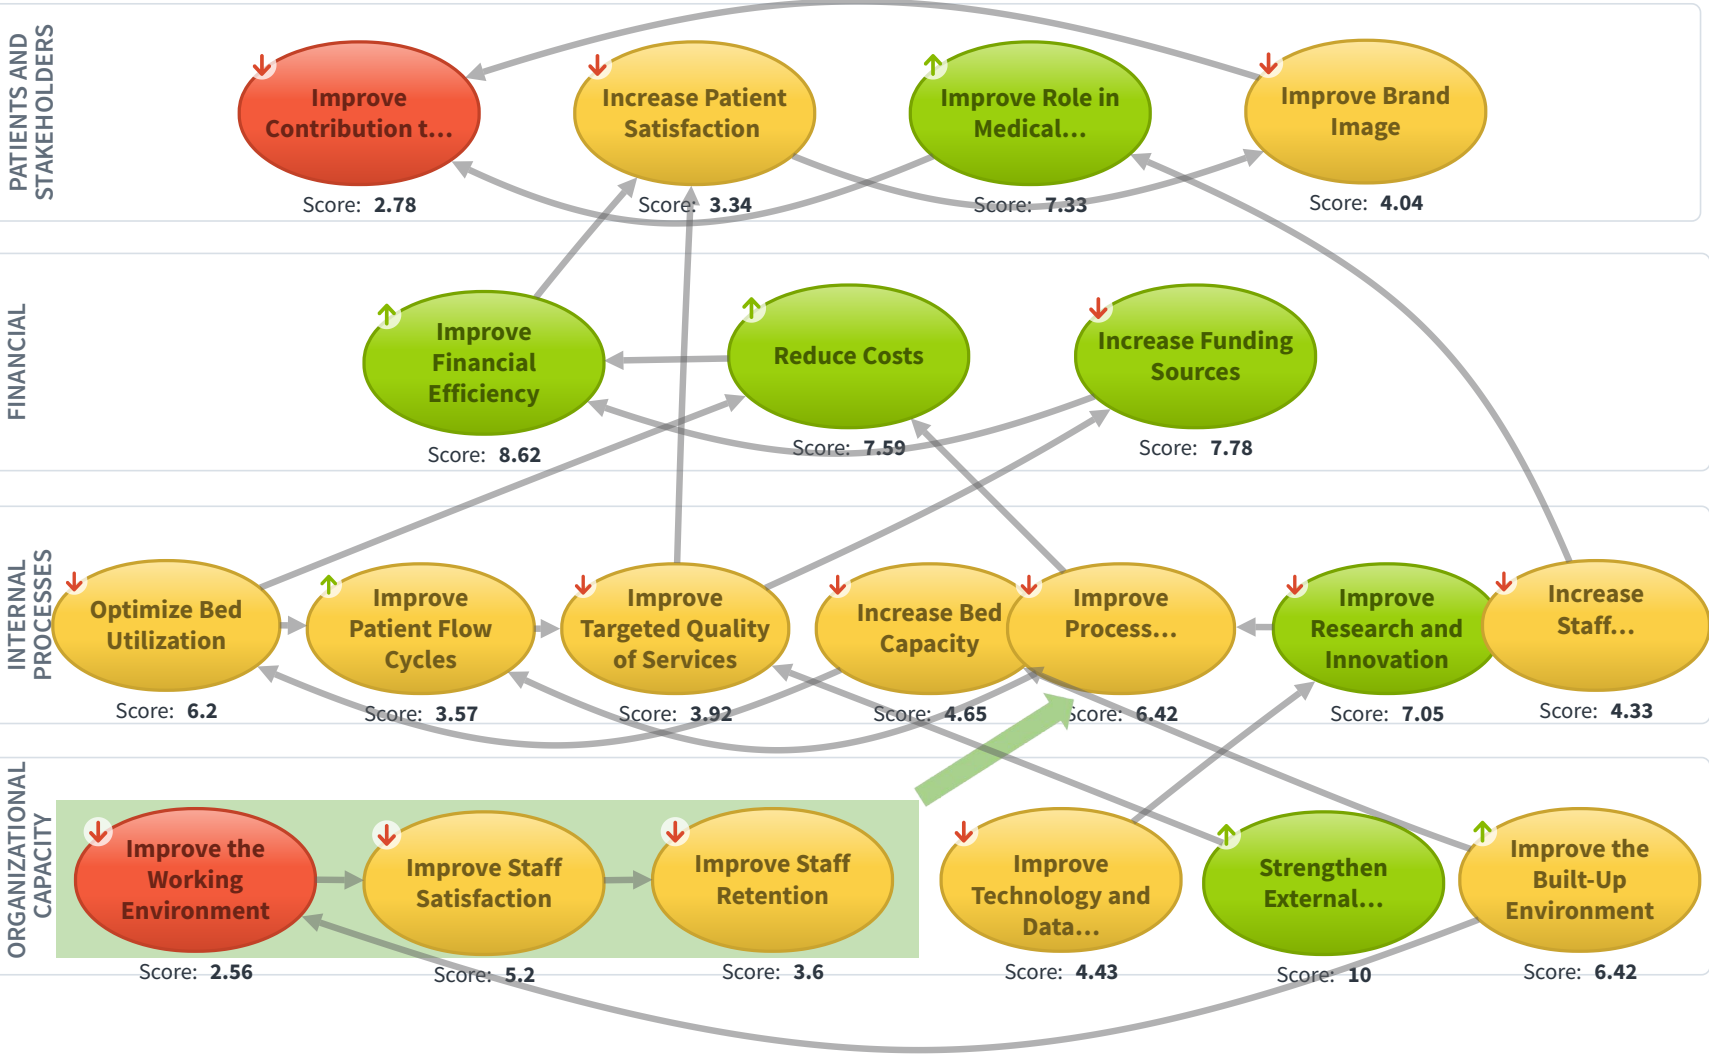 PATIENTS AND
STAKEHOLDERS
Improve
Contribution t...
Score: 2.78
Increase Patient
Satisfaction
Score: 3.34
Improve Role in
Medical...
Score: 7.33
Improve Brand
Image
Score: 4.04
FINANCIAL
Improve
Financial
Efficiency
Score: 8.62
Reduce Costs
Score: 7.59
Increase Funding
Sources
Score: 7.78
INTERNAL
PROCESSES
Optimize Bed
Utilization
Score: 6.2
Improve
Patient Flow
Cycles
Score: 3.57
Improve
Targeted Quality
of Services
Score: 3.92
Increase Bed
Capacity
Score: 4.65
Improve
Process...
Score: 6.42
Improve
Research and
Innovation
Score: 7.05
Increase
Staff...
Score: 4.33
ORGANIZATIONAL
CAPACITY
Improve the
Working
Environment
Score: 2.56
Improve Staff
Satisfaction
Score: 5.2
Improve Staff
Retention
Score: 3.6
Improve
Technology and
Data...
Score: 4.43
Strengthen
External...
Score: 10
Improve the
Built-Up
Environment
Score: 6.42